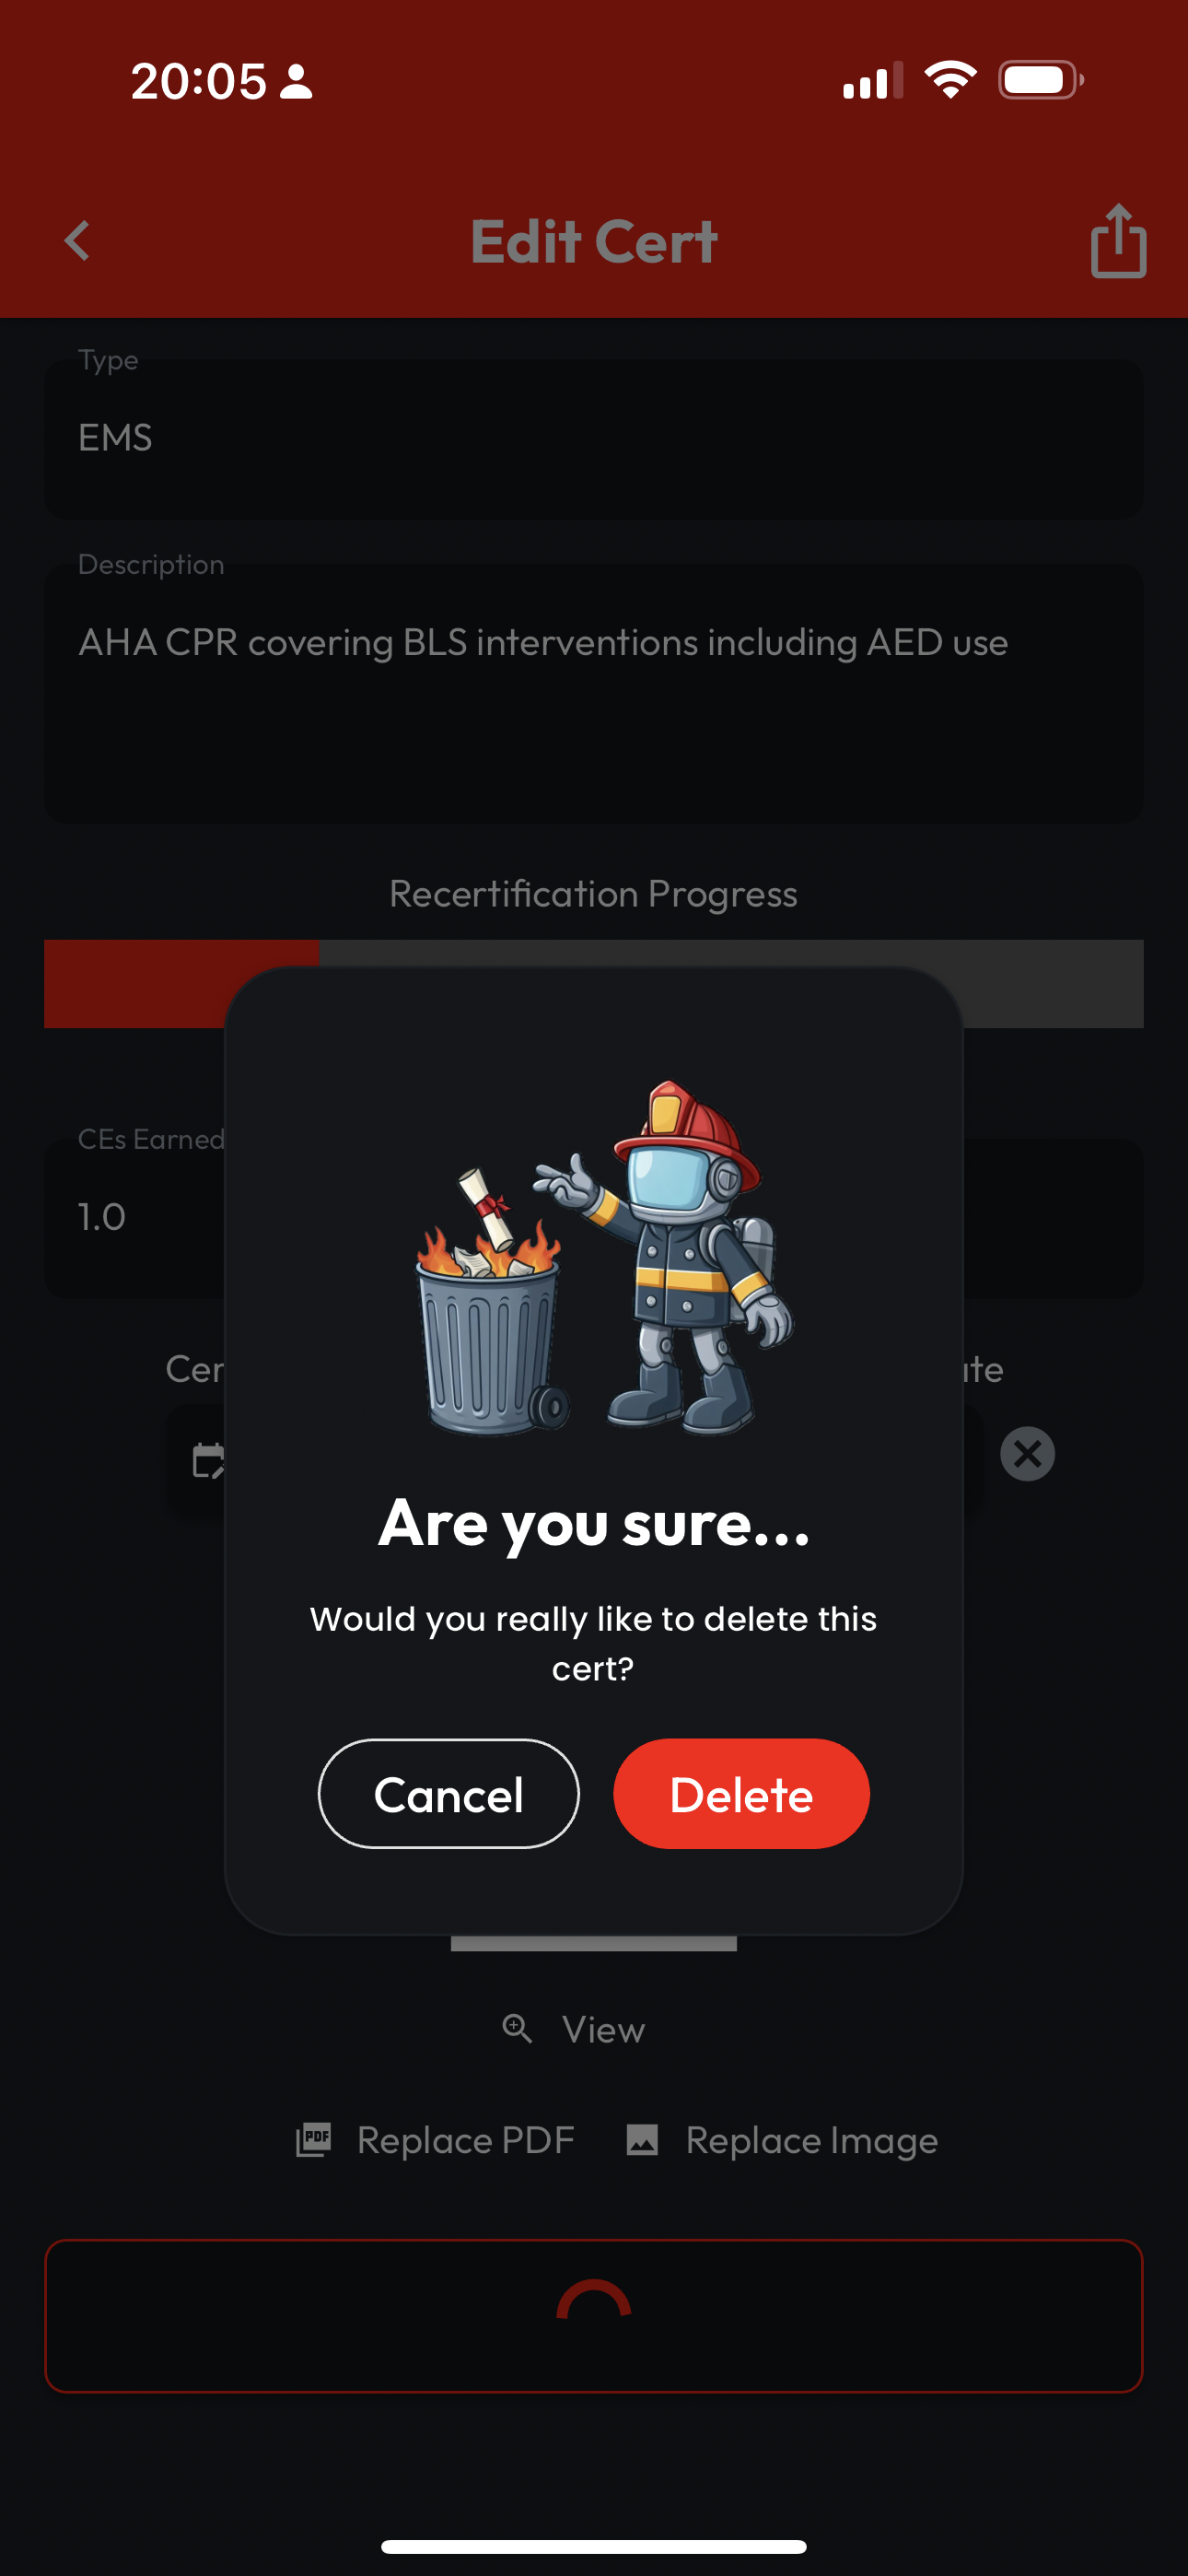 20:05
Edit Cert
Type
EMS
Description
AHA CPR covering BLS interventions including AED use
Recertification Progress
CEs Earned
1.0
Are you sure...
Would you really like to delete this
cert?
Cancel
Delete
View
PDF
Replace PDF
Replace Image